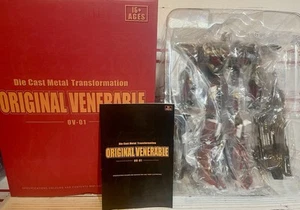 15+
AGES
Die Cast Metal Transformation
ORIGINAL VENERABLE
OV-01
Die Cast Metal Transformation
ORIGINAL VENERABLE
OV-01